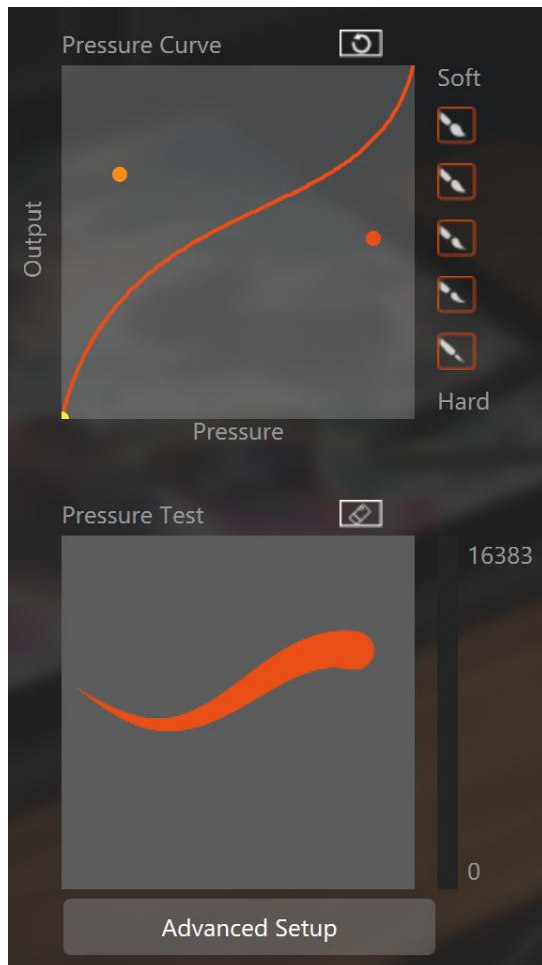 Pressure Curve
Soft
Output
Hard
Pressure
Pressure Test
16383
0
Advanced Setup